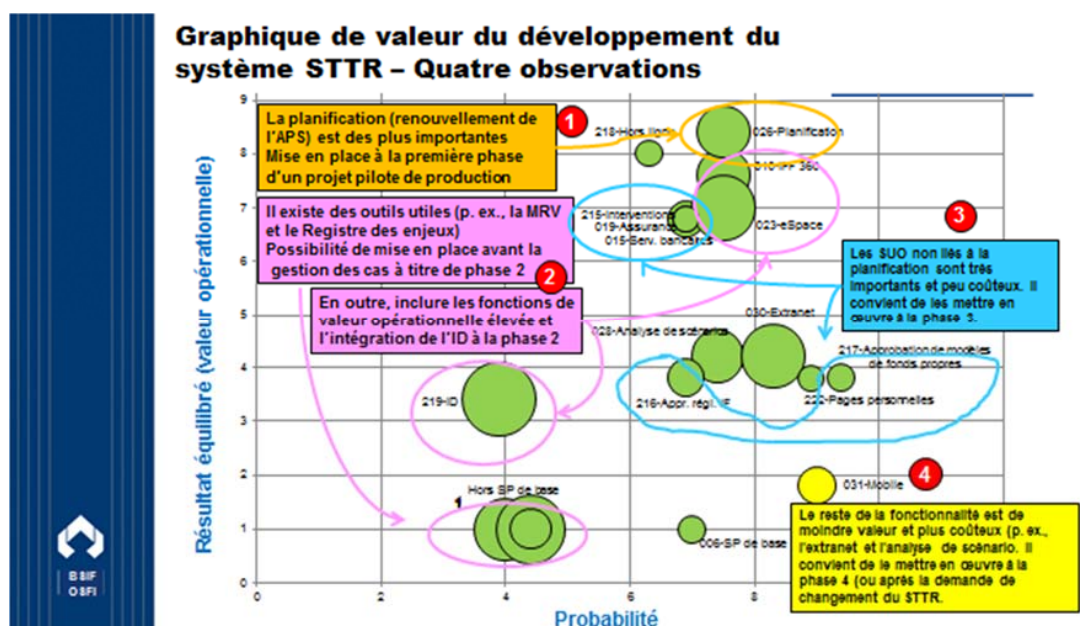 Graphique de valeur du développement du
système STTR – Quatre observations
Résultat équilibré (valeur opérationnelle)
9
8
7
6
5
4
3
2
1
0
La planification (renouvellement de
l'APS) est des plus importantes
Mise en place à la première phase
d'un projet pilote de production
1
218-Hors ligne
026-Planification
010-IFF 360
Il existe des outils utiles (p. ex., la MRV
et le Registre des enjeux)
Possibilité de mise en place avant la
gestion des cas à titre de phase 2
2
215-Interventions
019-Assurance
015-Serv. bancaires
023-eSpace
3
Les SUO non liés à la
planification sont très
importants et peu coûteux. Il
convient de les mettre en
œuvre à la phase 3.
En outre, inclure les fonctions de
valeur opérationnelle élevée et
l'intégration de l'ID à la phase 2
030-Extranet
028-Analyse de scénarios
217-Approbation de modèles
de fonds propres
219-ID
216-Appr. régl. IF
222-Pages personnelles
Hors SP de base
1
031-Mobile
4
006-SP de base
Le reste de la fonctionnalité est de
moindre valeur et plus coûteux (p. ex.,
l'extranet et l'analyse de scénario. Il
convient de le mettre en œuvre à la
phase 4 (ou après la demande de
changement du STTR.
0
2
4
6
8
Probabilité
BSIF
OSFI